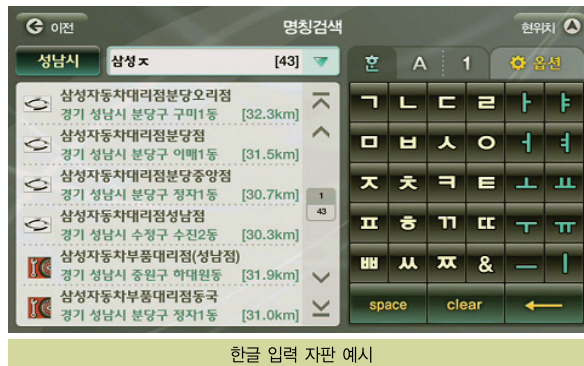 이전 명칭검색 현위치
성남시 삼성ㅈ [43] 흔 A 1 옵션
삼성자동차대리점분당오리점
경기 성남시 분당구 구미1동 [32.3km]
삼성자동차대리점분당점
경기 성남시 분당구 이매1동 [31.5km]
삼성자동차대리점분당중앙점
경기 성남시 분당구 정자1동 [30.7km]
삼성자동차대리점성남점
경기 성남시 수정구 수진2동 [30.3km]
삼성자동차부품대리점(성남점)
경기 성남시 중원구 하대원동 [31.9km]
삼성자동차부품대리점동국
경기 성남시 분당구 정자1동 [31.0km]
1
43
ㄱ ㄴ ㄷ ㄹ ㅏ ㅑ
ㅁ ㅂ ㅅ ㅇ ㅓ ㅕ
ㅈ ㅊ ㅋ ㅌ ㅗ ㅛ
ㅍ ㅎ ㄲ ㄸ ㅜ ㅠ
ㅃ ㅆ ㅉ & ㅡ ㅣ
space clear
한글 입력 자판 예시